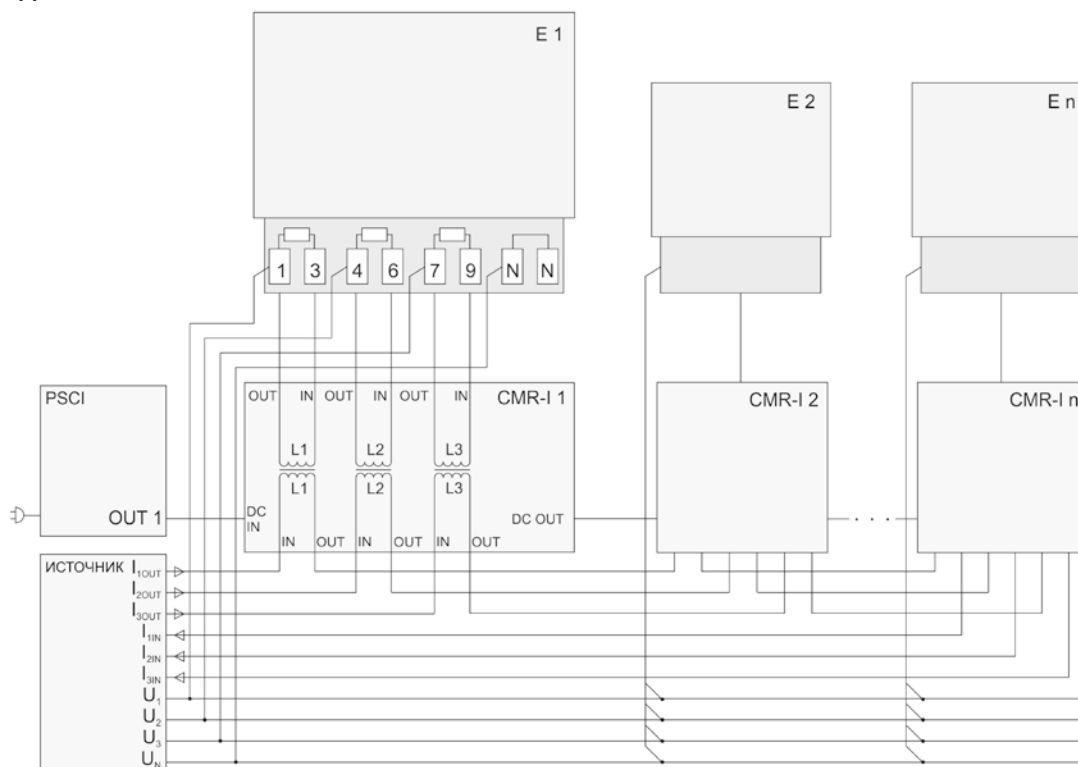 E 1
E 2
E n
1 3 4 6 7 9 N N
PSCI
OUT 1
OUT IN OUT IN OUT IN
CMR-I 1
L1 L2 L3
L1 L2 L3
DC
IN
DC OUT
IN OUT IN OUT IN OUT
CMR-I 2
CMR-I n
ИСТОЧНИК
I1OUT
I2OUT
I3OUT
I1IN
I2IN
I3IN
U1
U2
U3
UN